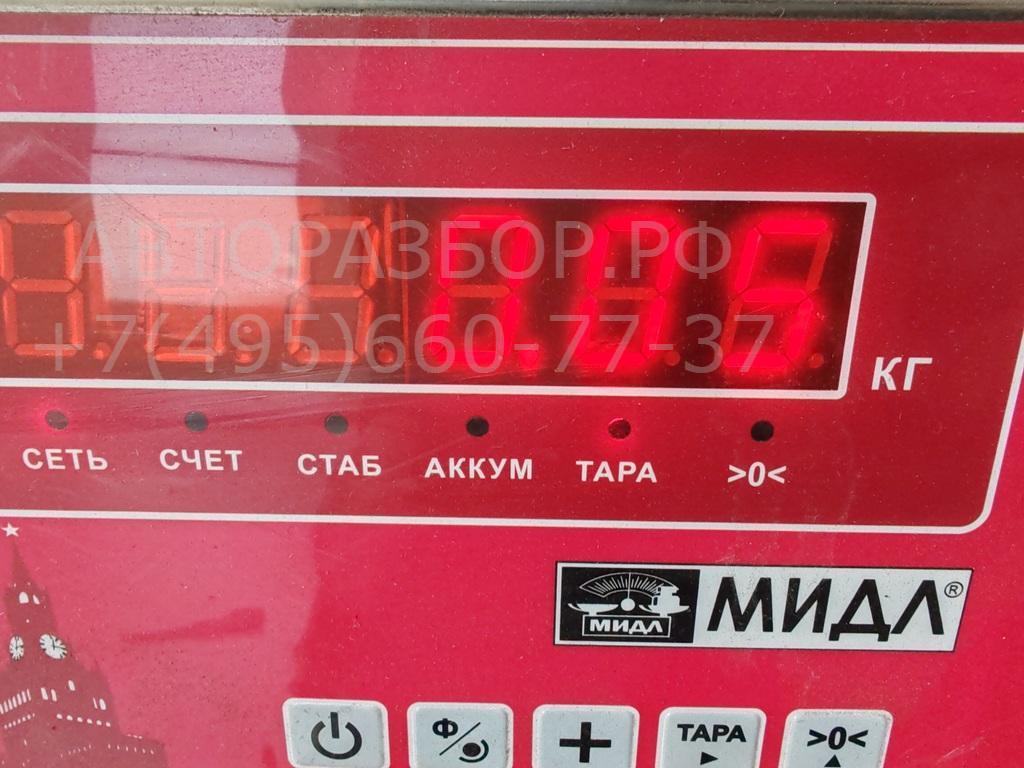 АВТОРАЗБОР.РФ
+7(495)660-77-37
КГ
СЕТЬ СЧЕТ СТАБ АККУМ ТАРА >0<
МИДЛ МИДЛ®
Ф + ТАРА >0<